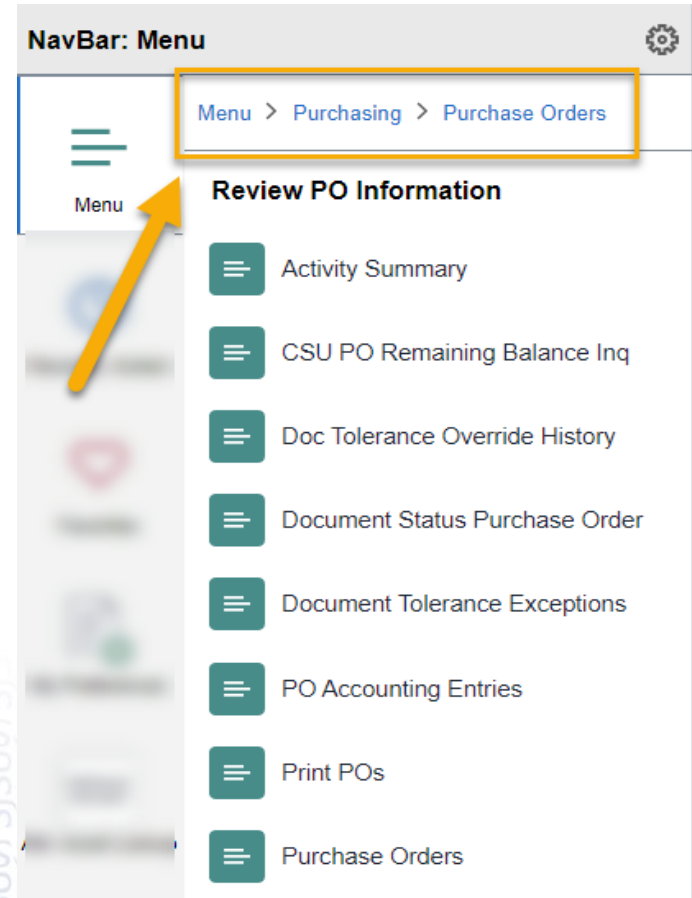 NavBar: Menu
Menu > Purchasing > Purchase Orders
Menu
Review PO Information
Activity Summary
CSU PO Remaining Balance Inq
Doc Tolerance Override History
Document Status Purchase Order
Document Tolerance Exceptions
PO Accounting Entries
Print POs
Purchase Orders